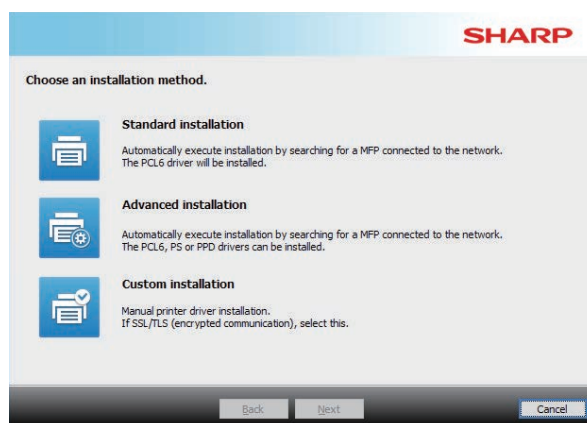 SHARP
Choose an installation method.
Standard installation
Automatically execute installation by searching for a MFP connected to the network.
The PCL6 driver will be installed.
Advanced installation
Automatically execute installation by searching for a MFP connected to the network.
The PCL6, PS or PPD drivers can be installed.
Custom installation
Manual printer driver installation.
If SSL/TLS (encrypted communication), select this.
Back Next Cancel